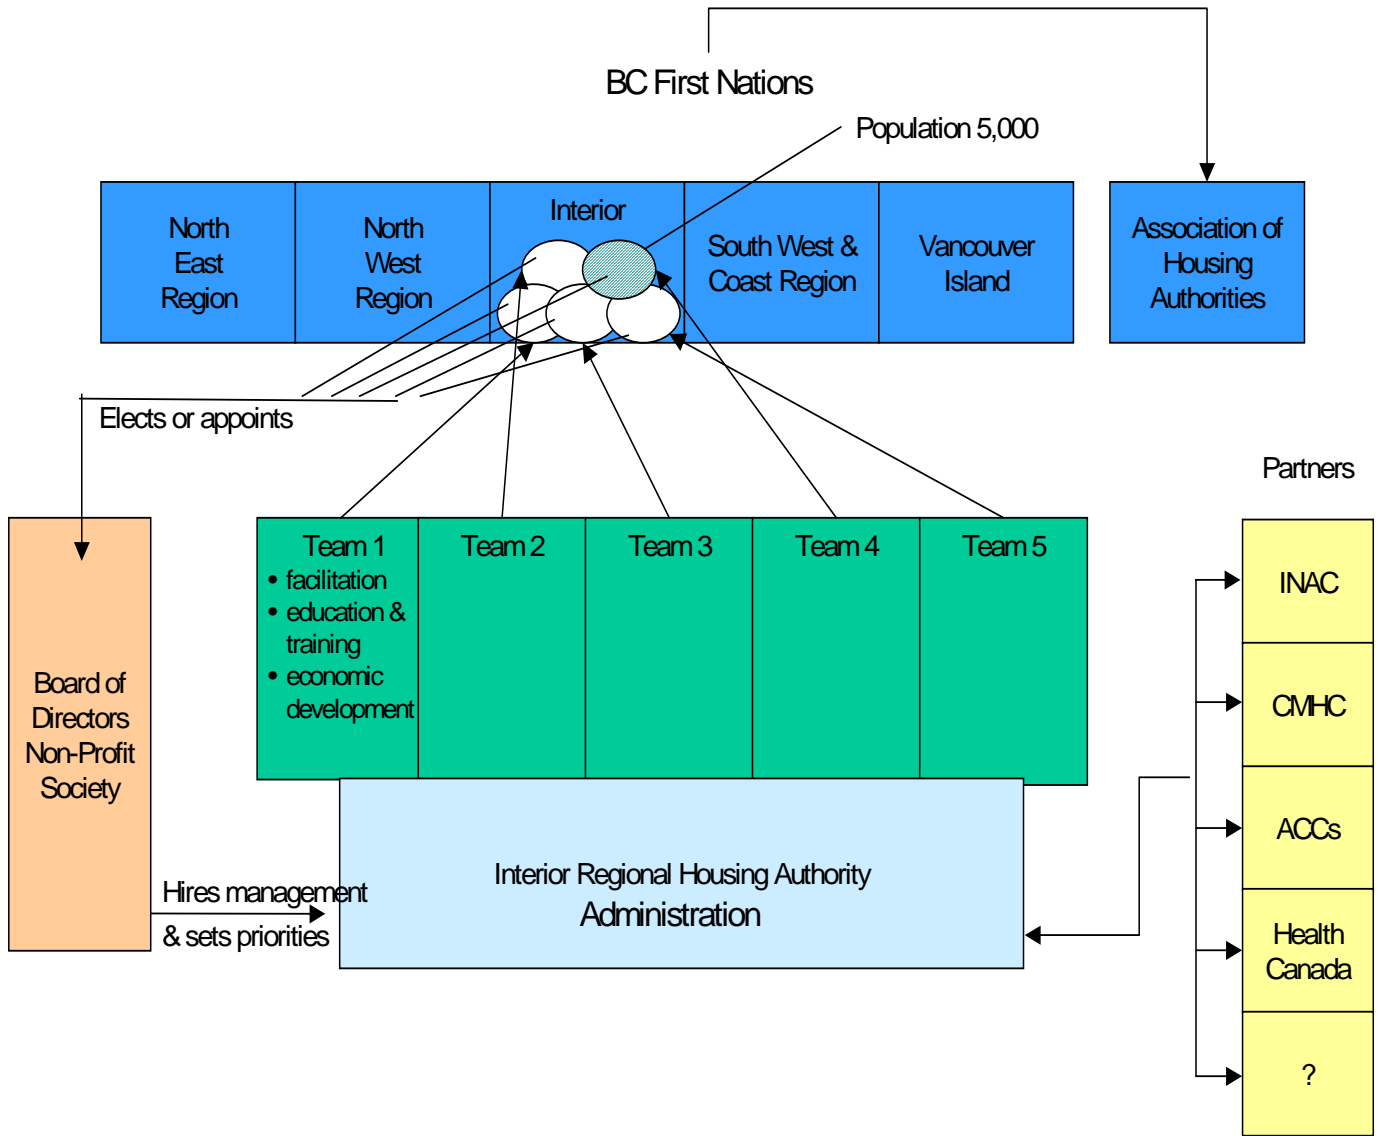 BC First Nations
Population 5,000
North
East
Region
North
West
Region
Interior
South West &
Coast Region
Vancouver
Island
Association of
Housing
Authorities
Elects or appoints
Partners
Board of
Directors
Non-Profit
Society
Team 1
• facilitation
• education &
training
• economic
development
Team 2
Team 3
Team 4
Team 5
INAC
CMHC
ACCs
Health
Canada
?
Hires management
& sets priorities
Interior Regional Housing Authority
Administration